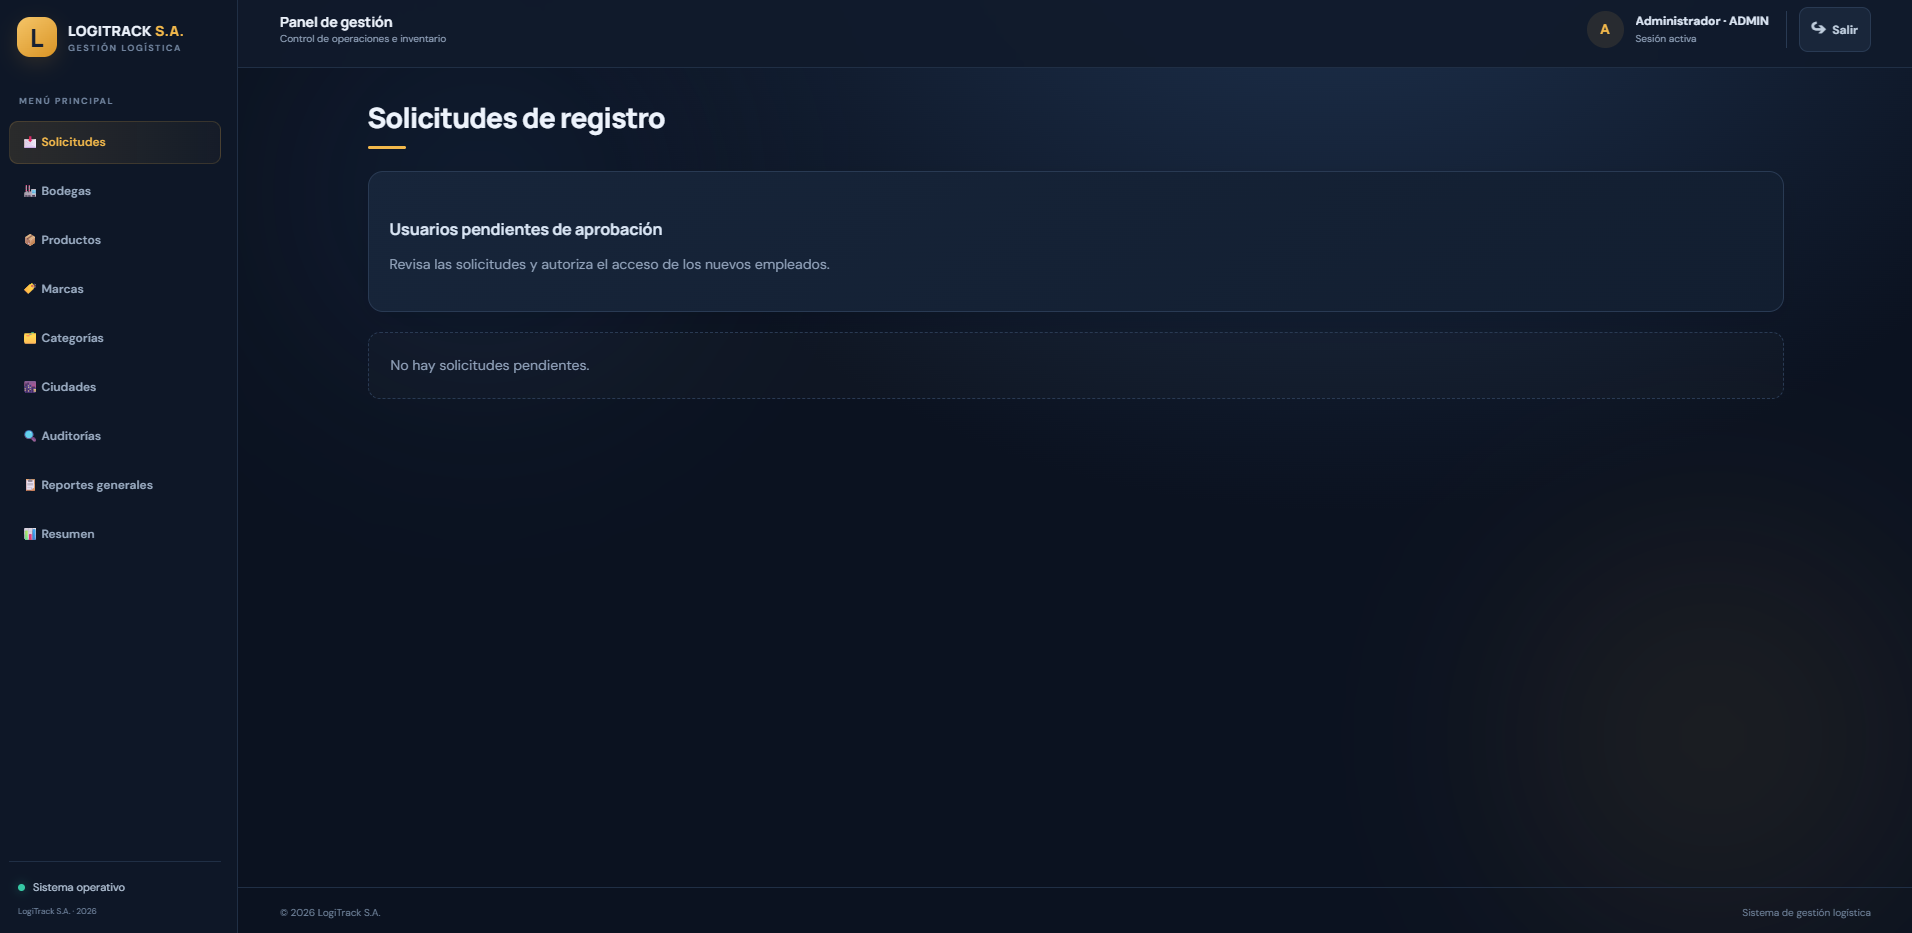 L
LOGITRACK S.A.
GESTIÓN LOGÍSTICA
Panel de gestión
Control de operaciones e inventario
A
Administrador · ADMIN
Sesión activa
Salir
MENÚ PRINCIPAL
Solicitudes
Bodegas
Productos
Marcas
Categorías
Ciudades
Auditorías
Reportes generales
Resumen
Sistema operativo
LogiTrack S.A. · 2026
Solicitudes de registro
Usuarios pendientes de aprobación
Revisa las solicitudes y autoriza el acceso de los nuevos empleados.
No hay solicitudes pendientes.
© 2026 LogiTrack S.A.
Sistema de gestión logística